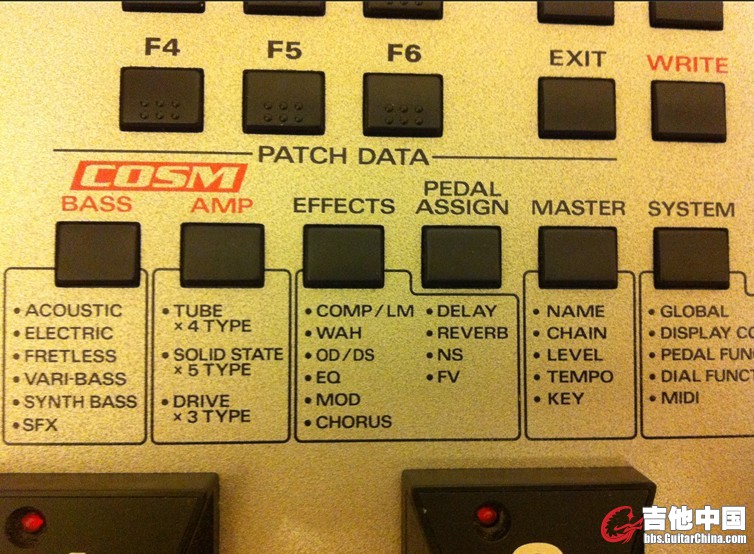 F4 F5 F6
EXIT WRITE
PATCH DATA
COSM
BASS AMP EFFECTS PEDAL ASSIGN MASTER SYSTEM
• ACOUSTIC
• ELECTRIC
• FRETLESS
• VARI-BASS
• SYNTH BASS
• SFX
• TUBE
× 4 TYPE
• SOLID STATE
× 5 TYPE
• DRIVE
× 3 TYPE
• COMP/LM
• WAH
• OD/DS
• EQ
• MOD
• CHORUS
• DELAY
• REVERB
• NS
• FV
• NAME
• CHAIN
• LEVEL
• TEMPO
• KEY
• GLOBAL
• DISPLAY CO
• PEDAL FUN
• DIAL FUNCT
• MIDI
吉他中国
bbs.GuitarChina.com